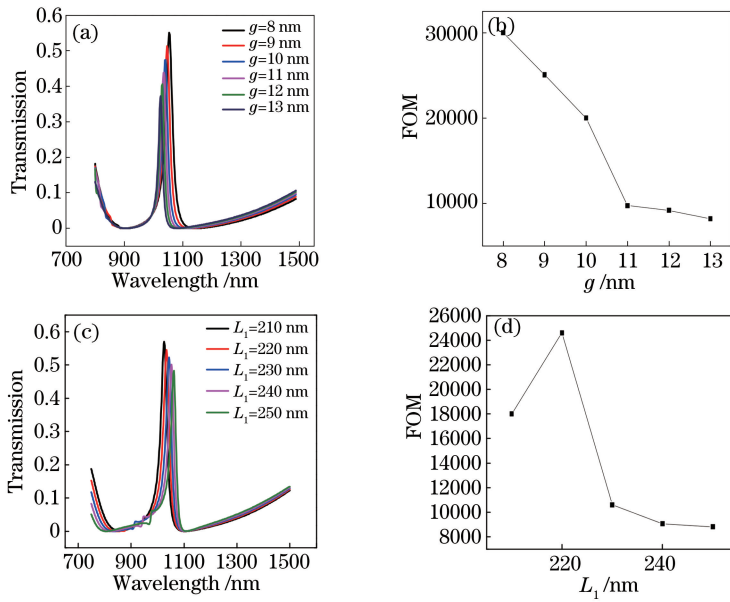 (a)
g=8 nm
g=9 nm
g=10 nm
g=11 nm
g=12 nm
g=13 nm
0.6
0.5
0.4
0.3
0.2
0.1
0
Transmission
700
900
1100
1300
1500
Wavelength /nm
(b)
30000
20000
10000
FOM
8
9
10
11
12
13
g /nm
(c)
L₁=210 nm
L₁=220 nm
L₁=230 nm
L₁=240 nm
L₁=250 nm
0.6
0.5
0.4
0.3
0.2
0.1
0
Transmission
700
900
1100
1300
1500
Wavelength /nm
(d)
26000
24000
22000
20000
18000
16000
14000
12000
10000
8000
FOM
220
240
L₁/nm